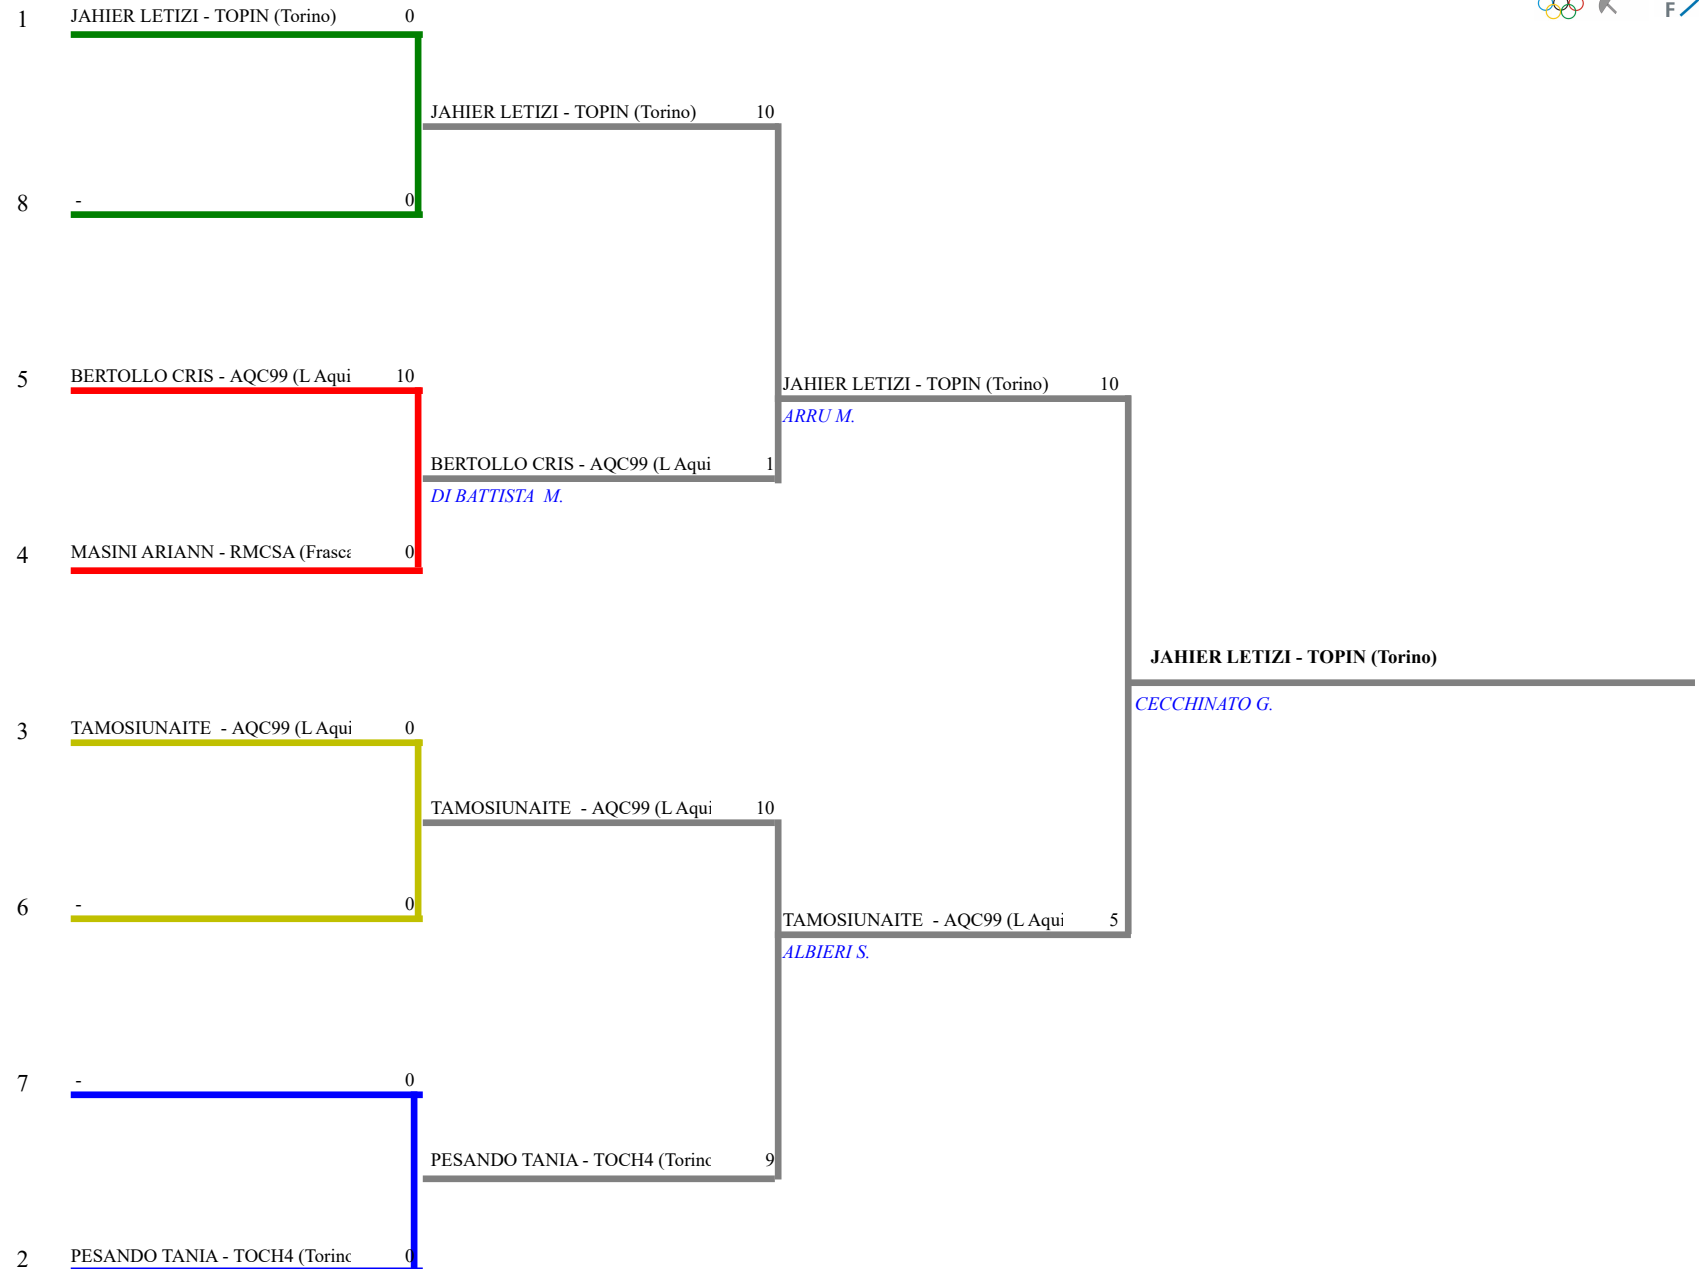 F
1 JAHIER LETIZI - TOPIN (Torino) 0
JAHIER LETIZI - TOPIN (Torino) 10
8 - 0
5 BERTOLLO CRIS - AQC99 (L Aqui 10
JAHIER LETIZI - TOPIN (Torino) 10
ARRU M.
BERTOLLO CRIS - AQC99 (L Aqui 1
DI BATTISTA M.
4 MASINI ARIANN - RMCSA (Frasca 0
JAHIER LETIZI - TOPIN (Torino)
CECCHINATO G.
3 TAMOSIUNAITE - AQC99 (L Aqui 0
TAMOSIUNAITE - AQC99 (L Aqui 10
6 - 0
TAMOSIUNAITE - AQC99 (L Aqui 5
ALBIERI S.
7 - 0
PESANDO TANIA - TOCH4 (Torino 9
2 PESANDO TANIA - TOCH4 (Torino 0